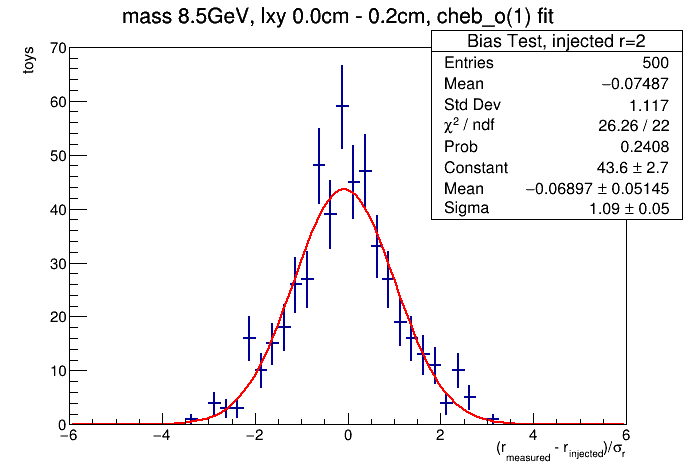 mass 8.5GeV, lxy 0.0cm - 0.2cm, cheb_o(1) fit
toys
Bias Test, injected r=2
Entries 500
Mean −0.07487
Std Dev 1.117
χ² / ndf 26.26 / 22
Prob 0.2408
Constant 43.6 ± 2.7
Mean −0.06897 ± 0.05145
Sigma 1.09 ± 0.05
70
60
50
40
30
20
10
0
−6 −4 −2 0 2 4 6
(r_measured - r_injected)/σ_r